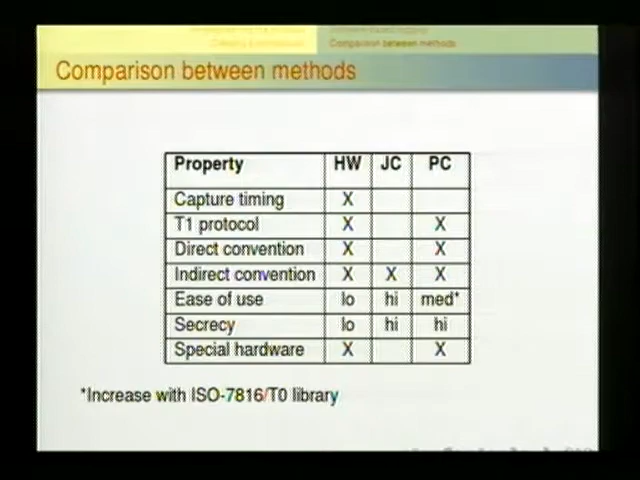 Comparison between methods
Comparison between methods
Property HW JC PC
Capture timing X
T1 protocol X X
Direct convention X X
Indirect convention X X X
Ease of use lo hi med*
Secrecy lo hi hi
Special hardware X X
*Increase with ISO-7816/T0 library